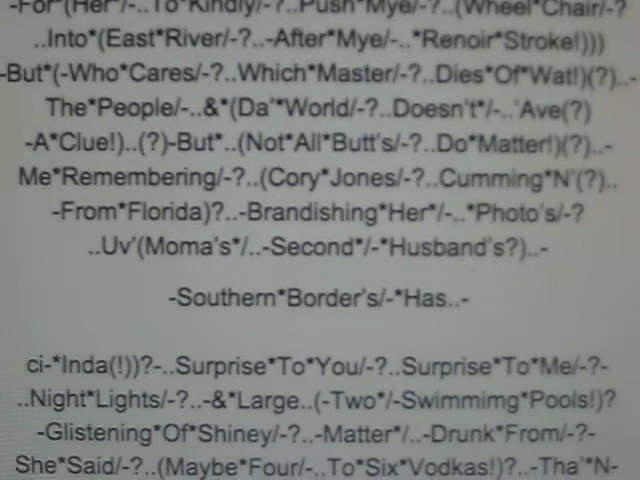 -For*(Her*/-..To*Kindly/-?..Push*Mye/-?..(Wheel*Chair/-?
..Into*(East*River/-?..-After*Mye/-..*Renoir*Stroke!)))
-But*(-Who*Cares/-?..Which*Master/-?..Dies*Of*Wat!)(?)..-
The*People/-..&*(Da'*World/-?..Doesn't*/-..'Ave(?)
-A*Clue!)..(?)-But*..(Not*All*Butt's/-?..Do*Matter!)(?)..-
Me*Remembering/-?..(Cory*Jones/-?..Cumming*N'(?)..
-From*Florida)?..-Brandishing*Her*/-..*Photo's/-?
..Uv'(Moma's*/..-Second*/-*Husband's?)..-
-Southern*Border's/-*Has..-
ci-*Inda(!))?-..Surprise*To*You/-?..Surprise*To*Me/-?-
..Night*Lights/-?..-&*Large..(-Two*/-Swimmimg*Pools!)?
-Glistening*Of*Shiney/-?..-Matter*/..-Drunk*From/-?-
She*Said/-?..(Maybe*Four/-..To*Six*Vodkas!)?..-Tha'*N-